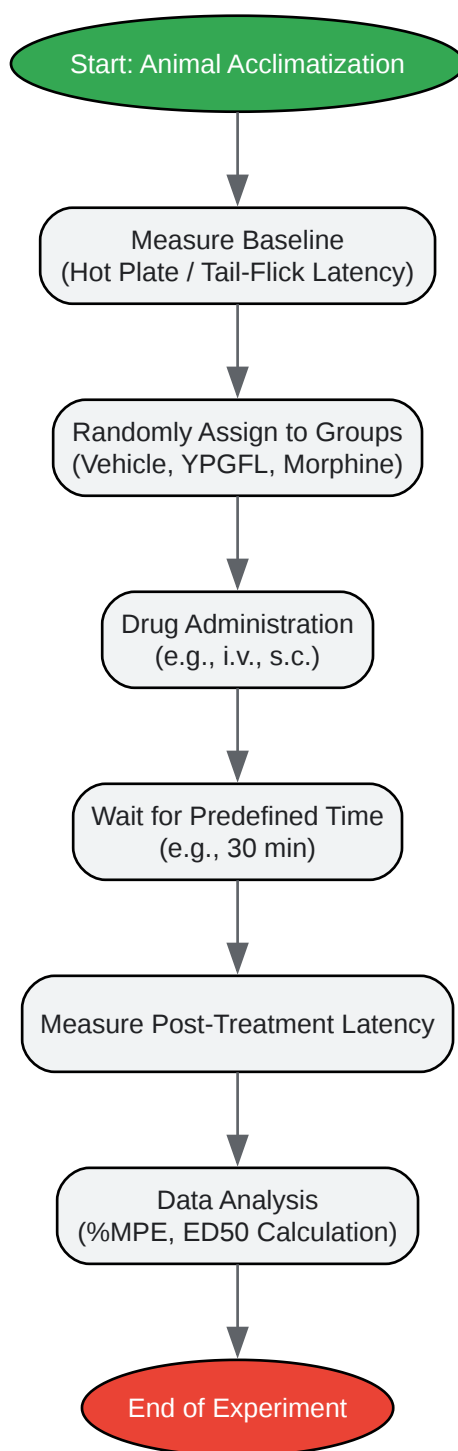 Start: Animal Acclimatization
Measure Baseline
(Hot Plate / Tail-Flick Latency)
Randomly Assign to Groups
(Vehicle, YPGFL, Morphine)
Drug Administration
(e.g., i.v., s.c.)
Wait for Predefined Time
(e.g., 30 min)
Measure Post-Treatment Latency
Data Analysis
(%MPE, ED50 Calculation)
End of Experiment